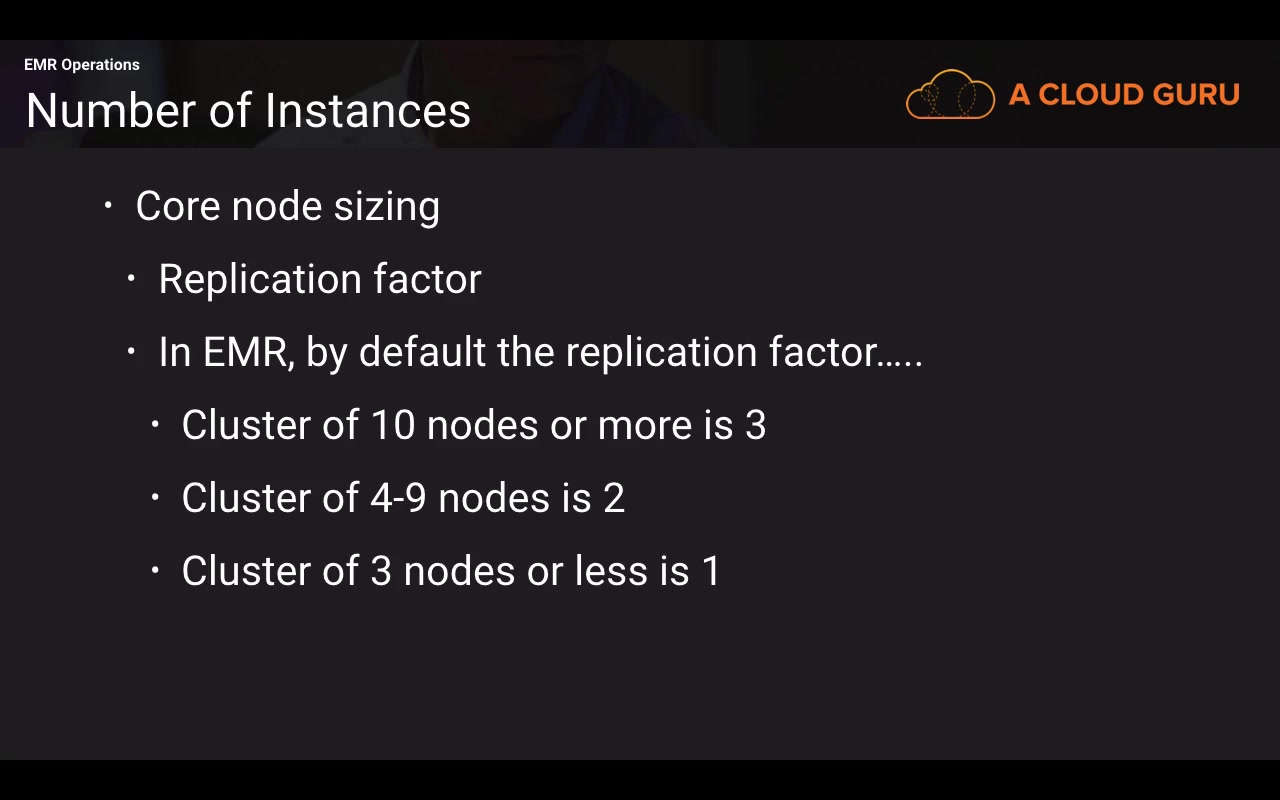 EMR Operations
Number of Instances
A CLOUD GURU
• Core node sizing
• Replication factor
• In EMR, by default the replication factor.....
• Cluster of 10 nodes or more is 3
• Cluster of 4-9 nodes is 2
• Cluster of 3 nodes or less is 1